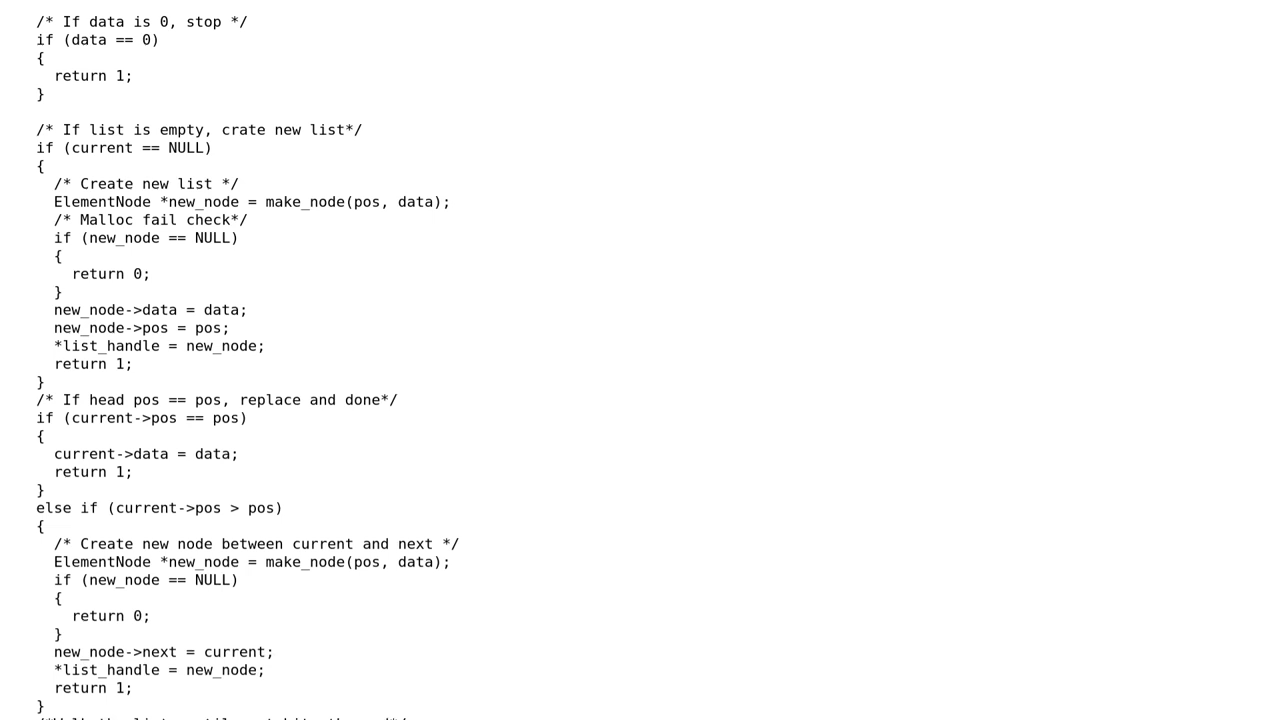 /* If data is 0, stop */
if (data == 0)
{
return 1;
}
/* If list is empty, crate new list*/
if (current == NULL)
{
/* Create new list */
ElementNode *new_node = make_node(pos, data);
/* Malloc fail check*/
if (new_node == NULL)
{
return 0;
}
new_node->data = data;
new_node->pos = pos;
*list_handle = new_node;
return 1;
}
/* If head pos == pos, replace and done*/
if (current->pos == pos)
{
current->data = data;
return 1;
}
else if (current->pos > pos)
{
/* Create new node between current and next */
ElementNode *new_node = make_node(pos, data);
if (new_node == NULL)
{
return 0;
}
new_node->next = current;
*list_handle = new_node;
return 1;
}